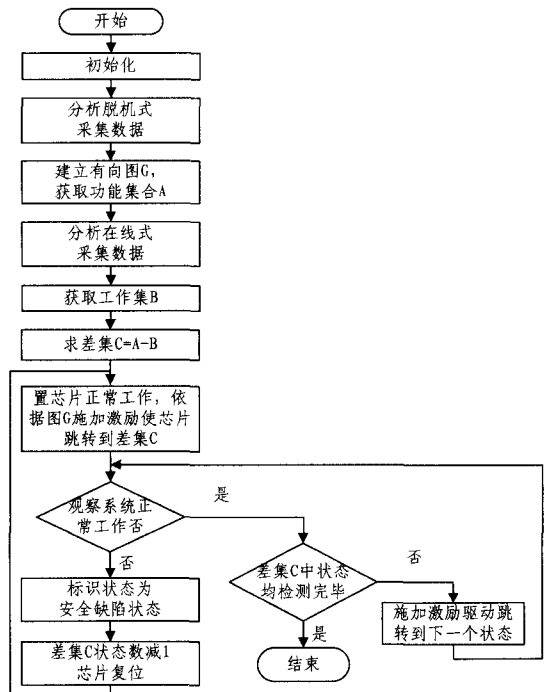 开始
初始化
分析脱机式
采集数据
建立有向图G,
获取功能集合A
分析在线式
采集数据
获取工作集B
求差集C=A-B
置芯片正常工作，依
据图G施加激励使芯片
跳转到差集C
观察系统正
常工作否
是
否
标识状态为
安全缺陷状态
差集C状态数减1
芯片复位
差集C中状态
均检测完毕
否
是
施加激励驱动跳
转到下一个状态
结束